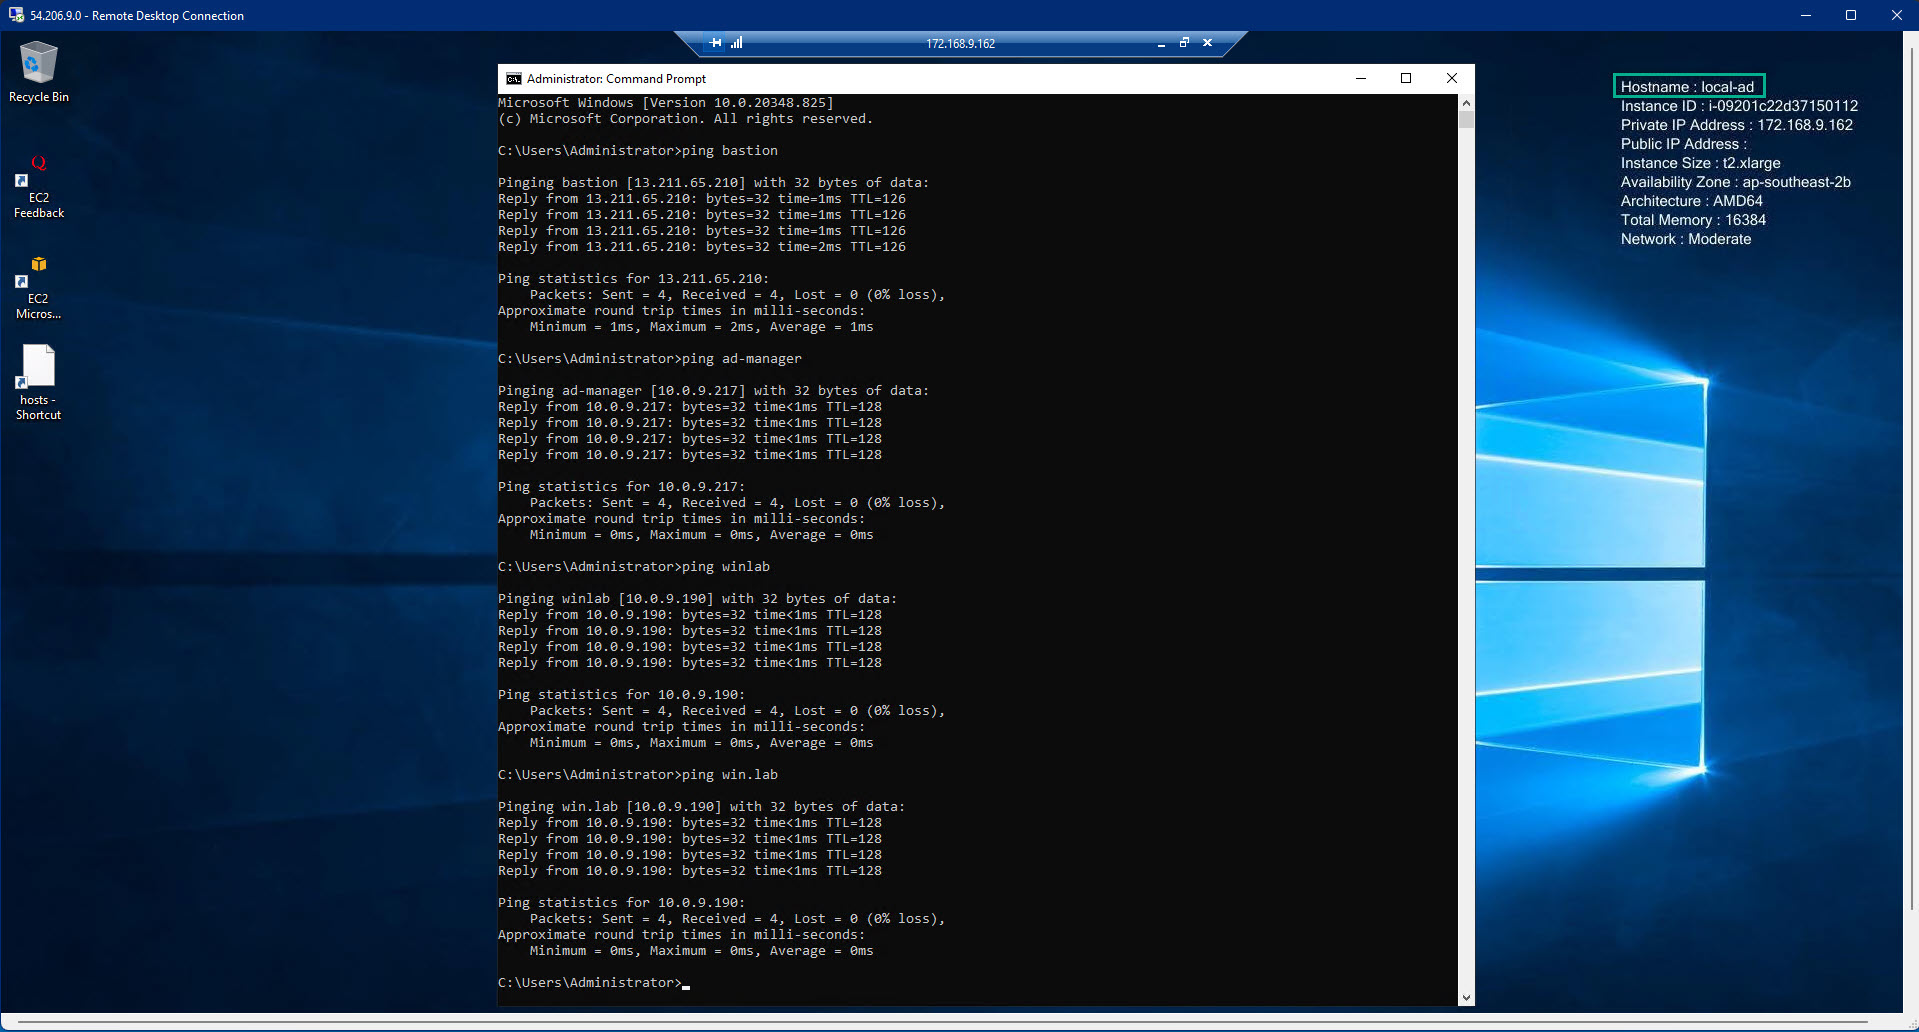 54.206.9.0 - Remote Desktop Connection
172.168.9.162
Recycle Bin
EC2
Feedback
EC2
Micros...
hosts -
Shortcut
Administrator: Command Prompt
Microsoft Windows [Version 10.0.20348.825]
(c) Microsoft Corporation. All rights reserved.
C:\Users\Administrator>ping bastion
Pinging bastion [13.211.65.210] with 32 bytes of data:
Reply from 13.211.65.210: bytes=32 time=1ms TTL=126
Reply from 13.211.65.210: bytes=32 time=1ms TTL=126
Reply from 13.211.65.210: bytes=32 time=1ms TTL=126
Reply from 13.211.65.210: bytes=32 time=2ms TTL=126
Ping statistics for 13.211.65.210:
    Packets: Sent = 4, Received = 4, Lost = 0 (0% loss),
Approximate round trip times in milli-seconds:
    Minimum = 1ms, Maximum = 2ms, Average = 1ms
C:\Users\Administrator>ping ad-manager
Pinging ad-manager [10.0.9.217] with 32 bytes of data:
Reply from 10.0.9.217: bytes=32 time<1ms TTL=128
Reply from 10.0.9.217: bytes=32 time<1ms TTL=128
Reply from 10.0.9.217: bytes=32 time<1ms TTL=128
Reply from 10.0.9.217: bytes=32 time<1ms TTL=128
Ping statistics for 10.0.9.217:
    Packets: Sent = 4, Received = 4, Lost = 0 (0% loss),
Approximate round trip times in milli-seconds:
    Minimum = 0ms, Maximum = 0ms, Average = 0ms
C:\Users\Administrator>ping winlab
Pinging winlab [10.0.9.190] with 32 bytes of data:
Reply from 10.0.9.190: bytes=32 time<1ms TTL=128
Reply from 10.0.9.190: bytes=32 time<1ms TTL=128
Reply from 10.0.9.190: bytes=32 time<1ms TTL=128
Reply from 10.0.9.190: bytes=32 time<1ms TTL=128
Ping statistics for 10.0.9.190:
    Packets: Sent = 4, Received = 4, Lost = 0 (0% loss),
Approximate round trip times in milli-seconds:
    Minimum = 0ms, Maximum = 0ms, Average = 0ms
C:\Users\Administrator>ping win.lab
Pinging win.lab [10.0.9.190] with 32 bytes of data:
Reply from 10.0.9.190: bytes=32 time<1ms TTL=128
Reply from 10.0.9.190: bytes=32 time<1ms TTL=128
Reply from 10.0.9.190: bytes=32 time<1ms TTL=128
Reply from 10.0.9.190: bytes=32 time<1ms TTL=128
Ping statistics for 10.0.9.190:
    Packets: Sent = 4, Received = 4, Lost = 0 (0% loss),
Approximate round trip times in milli-seconds:
    Minimum = 0ms, Maximum = 0ms, Average = 0ms
C:\Users\Administrator>
Hostname : local-ad
Instance ID : i-09201c22d37150112
Private IP Address : 172.168.9.162
Public IP Address :
Instance Size : t2.xlarge
Availability Zone : ap-southeast-2b
Architecture : AMD64
Total Memory : 16384
Network : Moderate